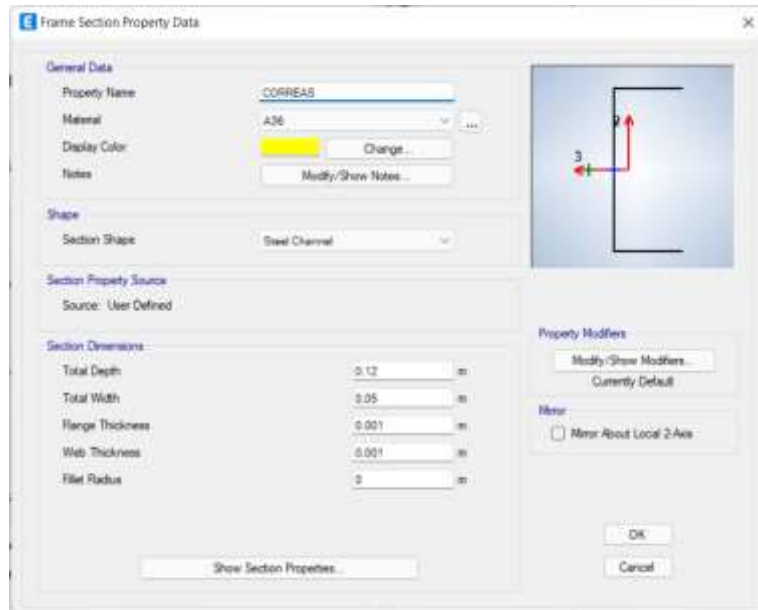 E Frame Section Property Data
General Data
Property Name CORREAS
Material A36 ...
Display Color Change...
Notes Modify/Show Notes...
Shape
Section Shape Steel Channel
Section Property Source
Source: User Defined
Section Dimensions
Total Depth 0.12 m
Total Width 0.05 m
Flange Thickness 0.001 m
Web Thickness 0.001 m
Fillet Radius 0 m
Show Section Properties...
2
3
Property Modifiers
Modify/Show Modifiers...
Currently Default
Mirror
Mirror About Local 2-Axis
OK
Cancel